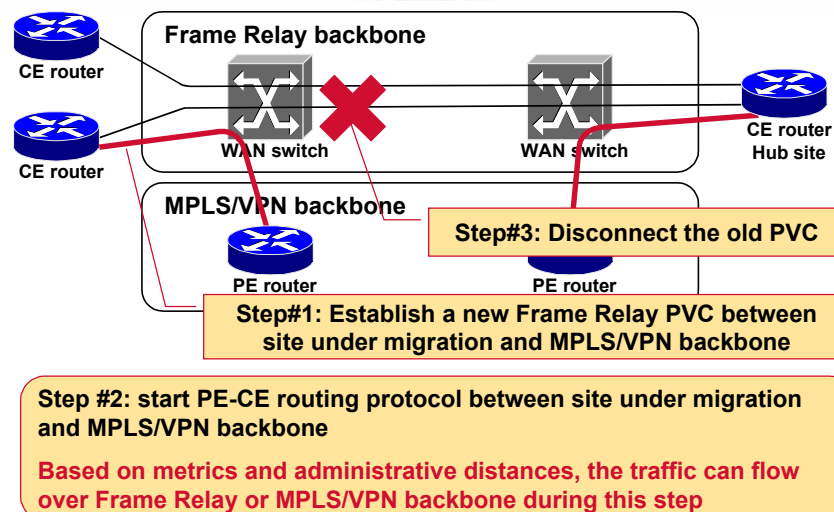 Frame Relay backbone
CE router
CE router
WAN switch
WAN switch
CE router
Hub site
MPLS/VPN backbone
Step#3: Disconnect the old PVC
PE router
PE router
Step#1: Establish a new Frame Relay PVC between
site under migration and MPLS/VPN backbone
Step #2: start PE-CE routing protocol between site under migration
and MPLS/VPN backbone
Based on metrics and administrative distances, the traffic can flow
over Frame Relay or MPLS/VPN backbone during this step